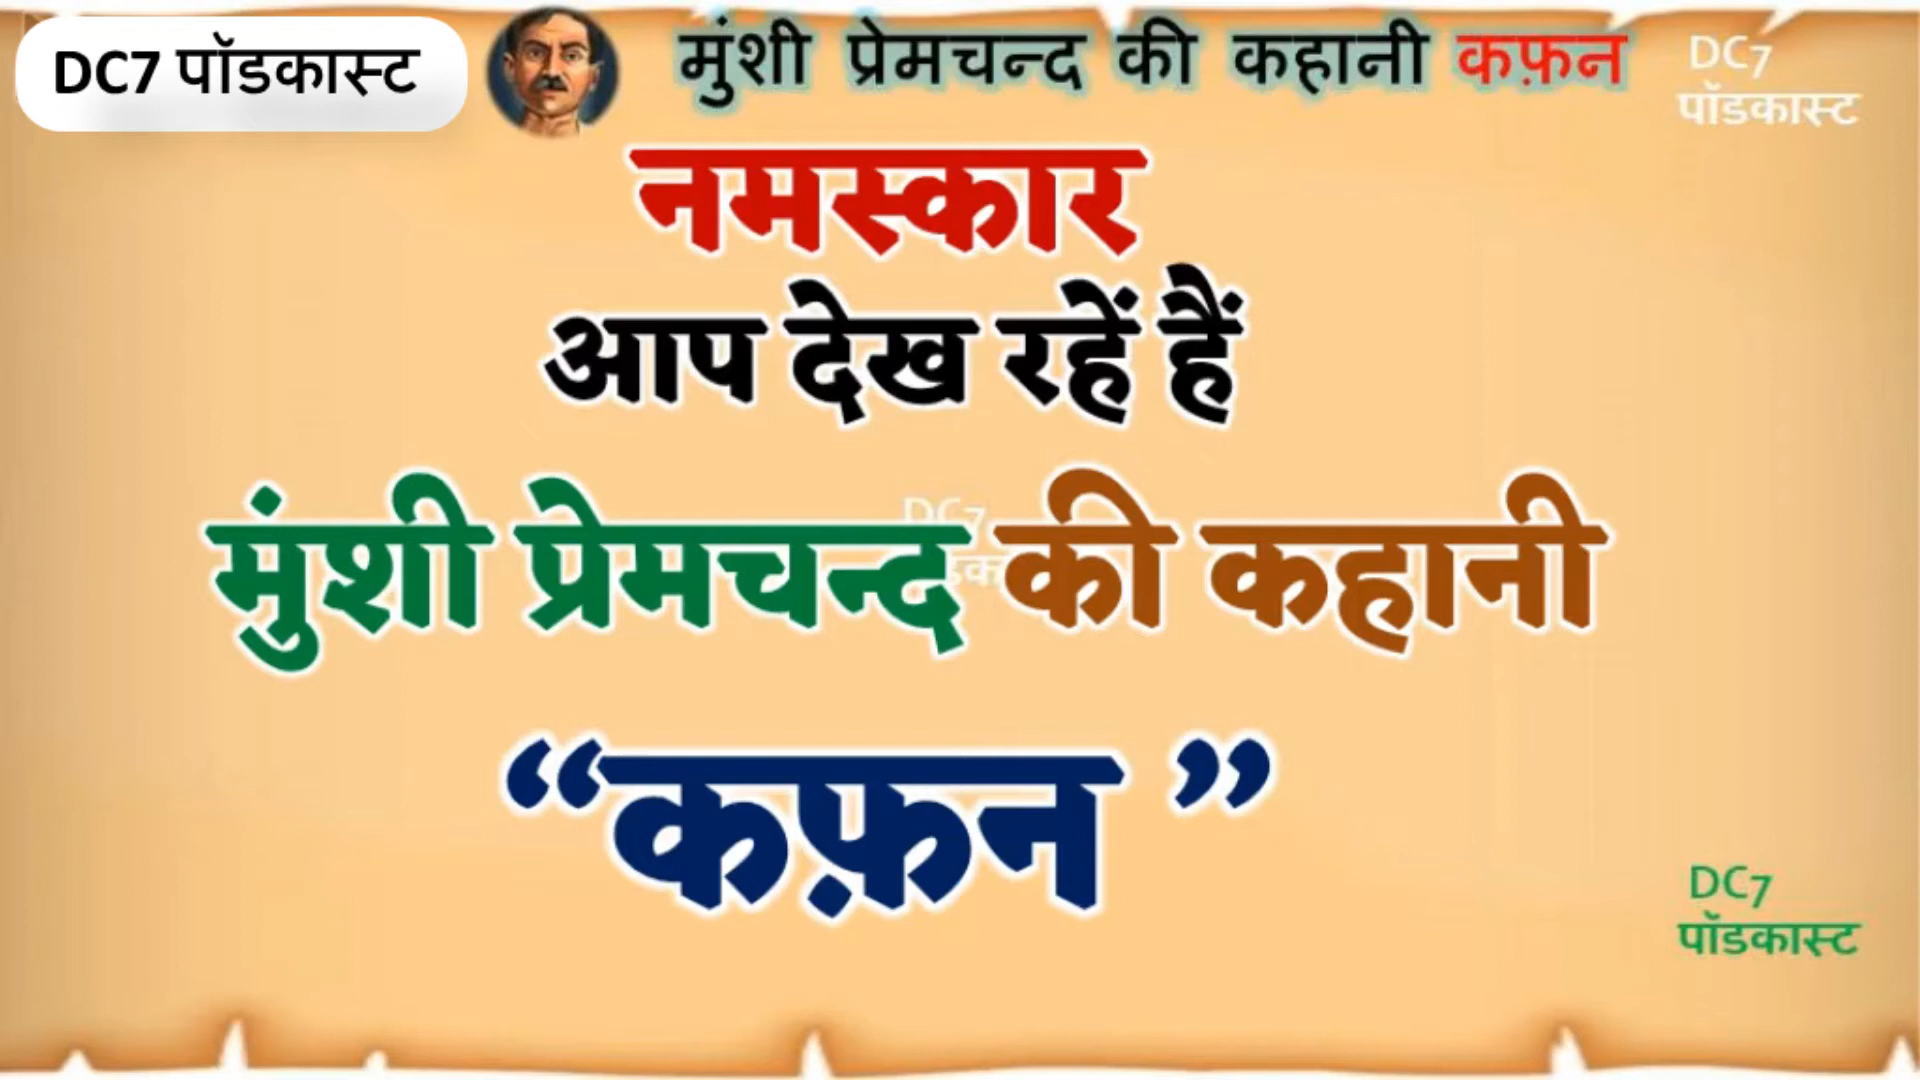 DC7 पॉडकास्ट
मुंशी प्रेमचन्द की कहानी कफ़न
DC7
पॉडकास्ट
नमस्कार
आप देख रहें हैं
मुंशी प्रेमचन्द की कहानी
“कफ़न ”
DC7
पॉडकास्ट